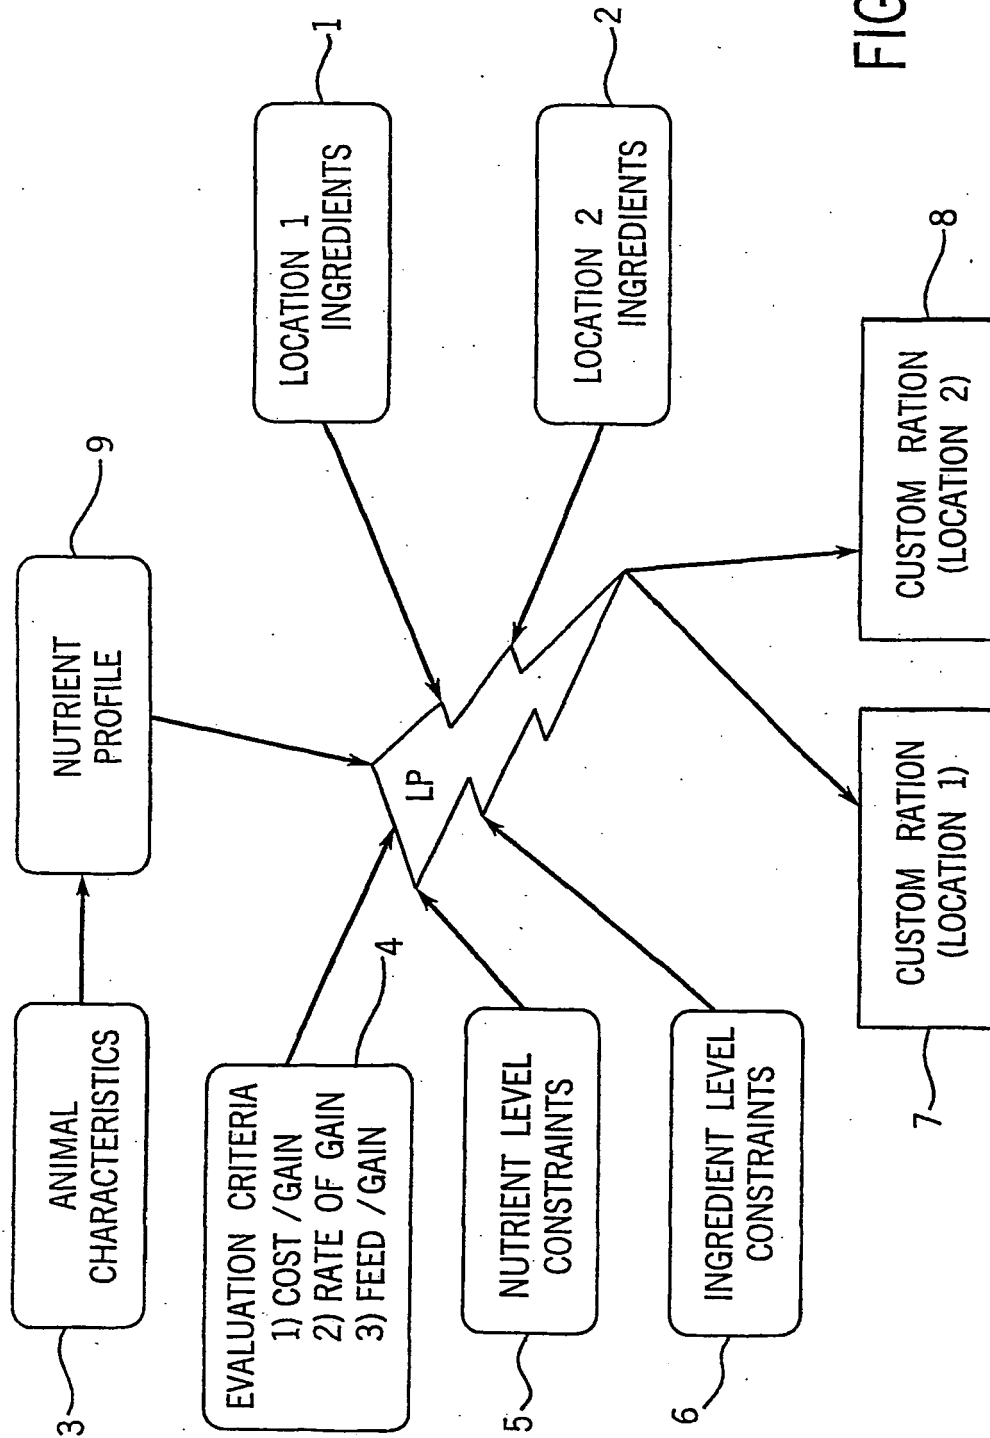 3
ANIMAL
CHARACTERISTICS
NUTRIENT
PROFILE
9
EVALUATION CRITERIA
1) COST / GAIN
2) RATE OF GAIN
3) FEED / GAIN
4
LP
LOCATION 1
INGREDIENTS
1
5
NUTRIENT LEVEL
CONSTRAINTS
LOCATION 2
INGREDIENTS
2
6
INGREDIENT LEVEL
CONSTRAINTS
7
CUSTOM RATION
(LOCATION 1)
CUSTOM RATION
(LOCATION 2)
8
FIG